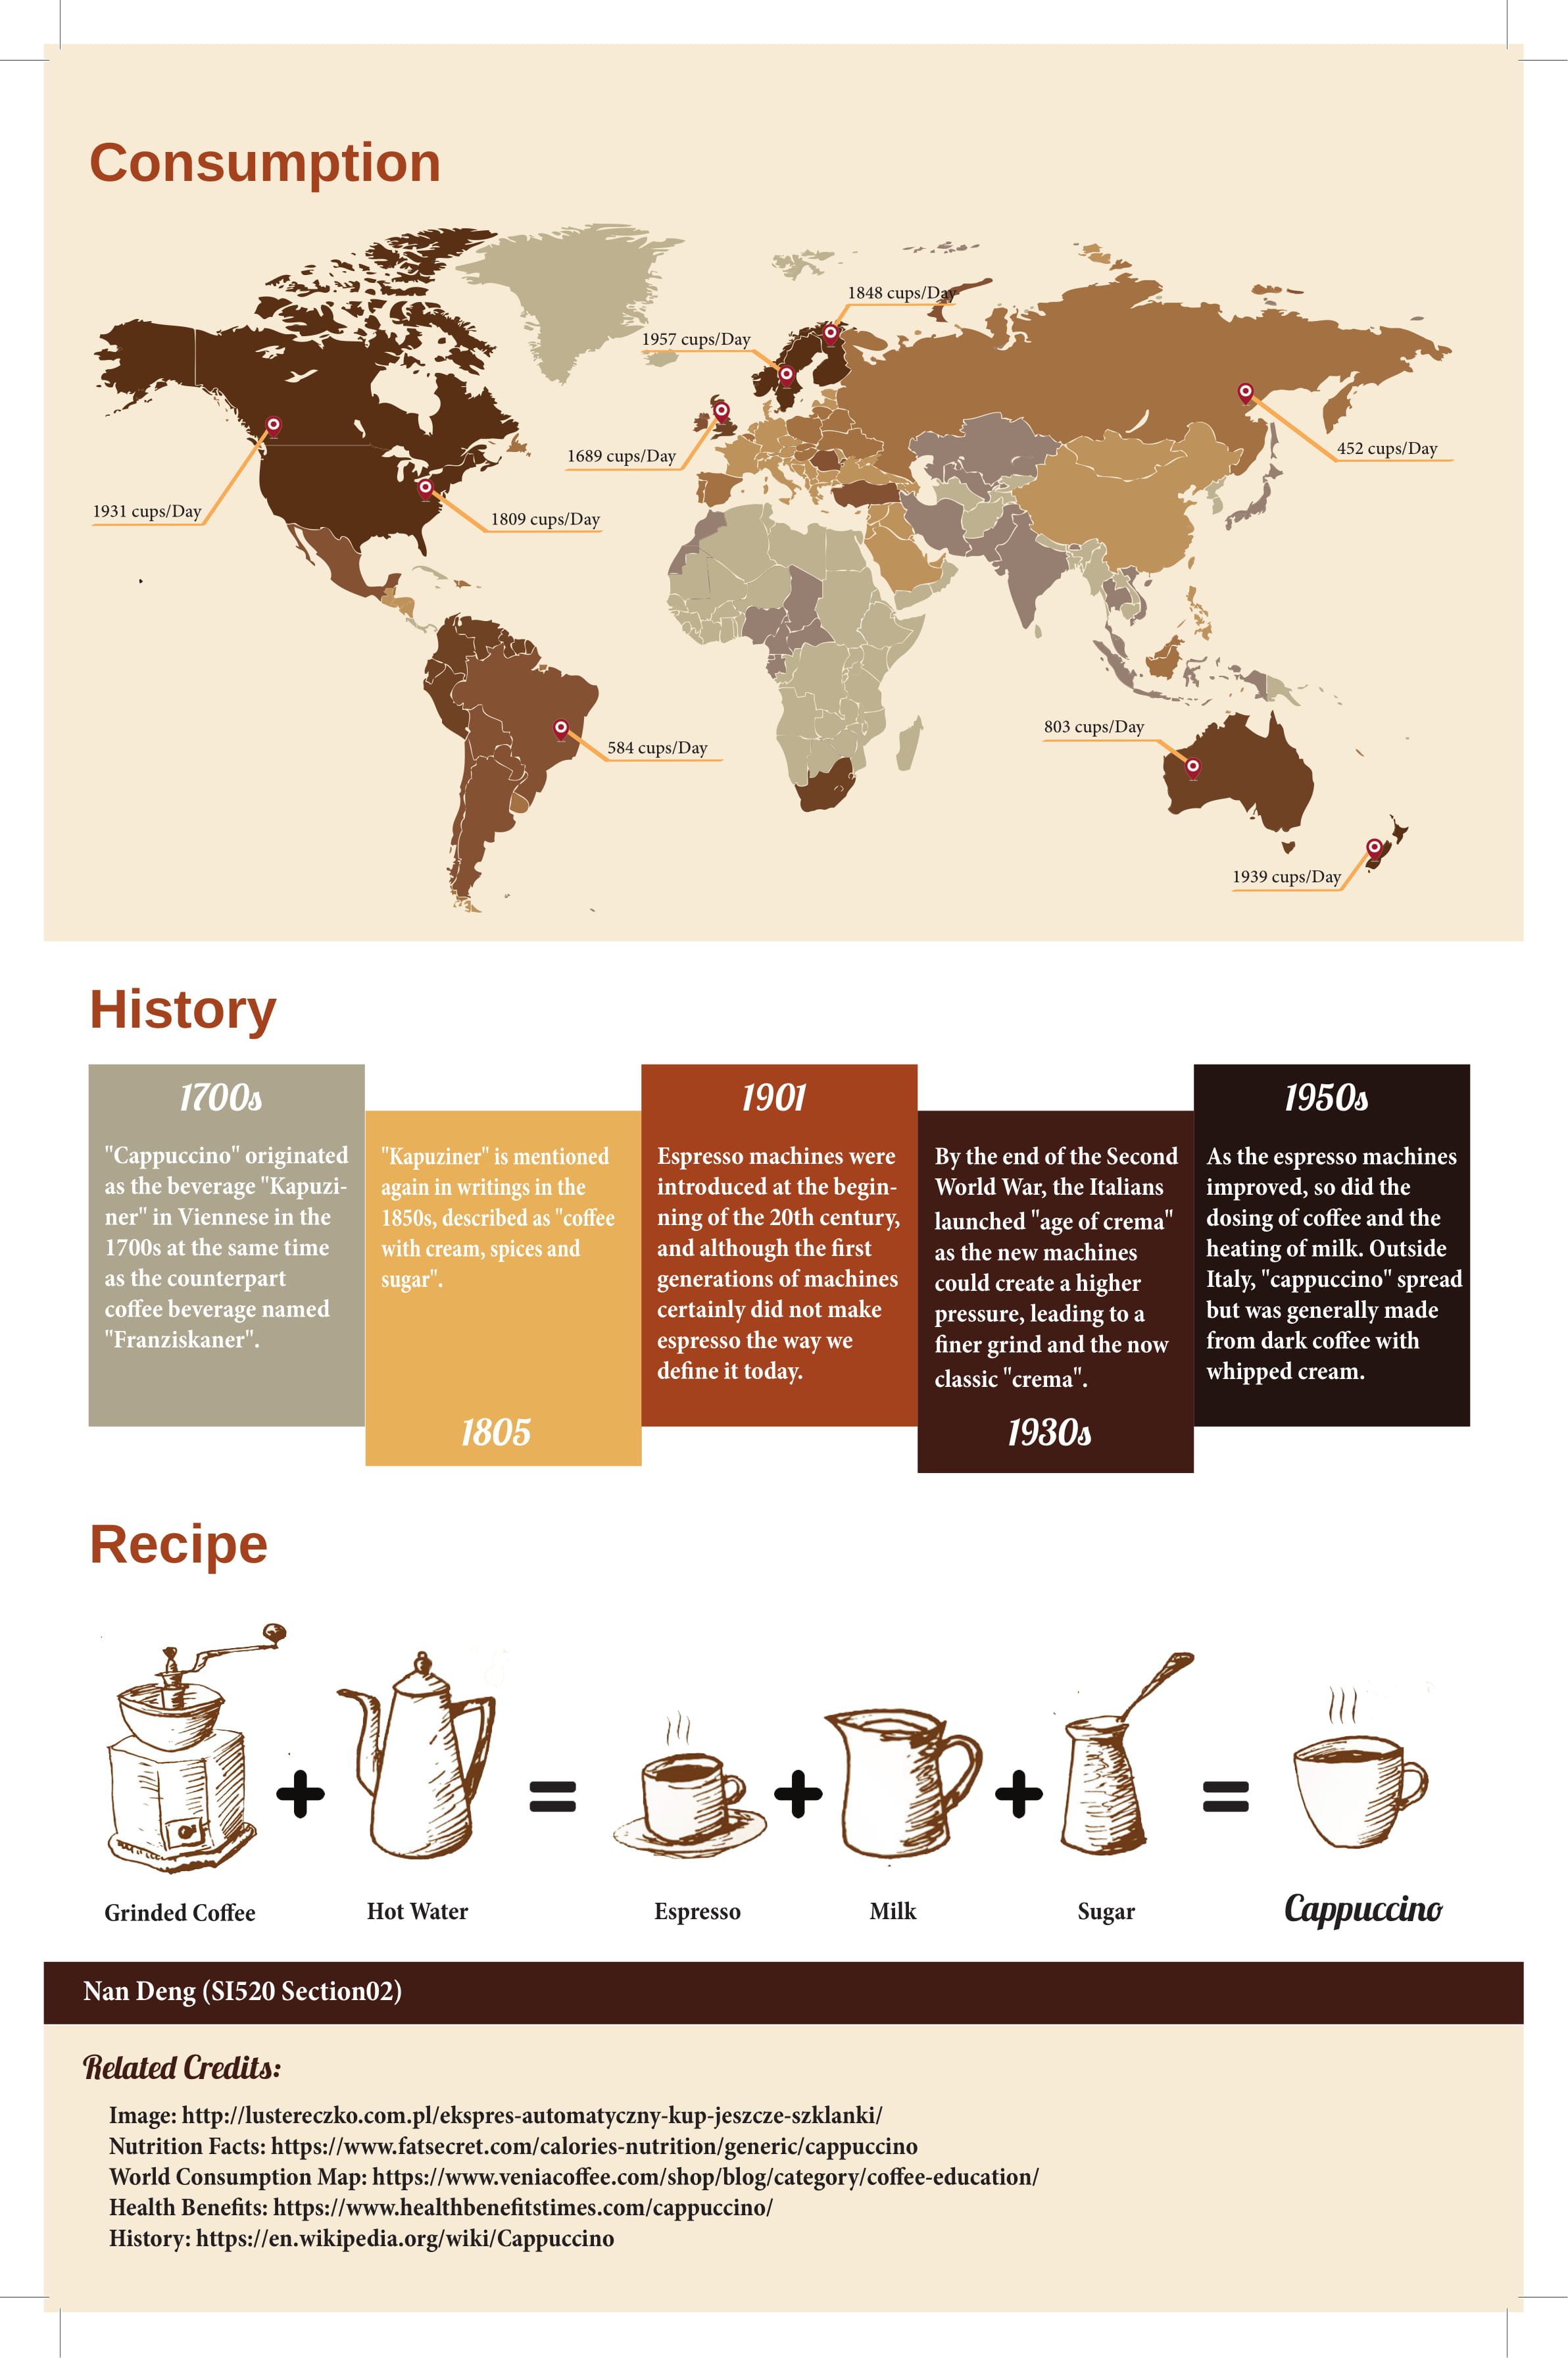 Consumption
1848 cups/Day
1957 cups/Day
452 cups/Day
1689 cups/Day
1931 cups/Day
1809 cups/Day
803 cups/Day
584 cups/Day
1939 cups/Day
History
1700s
"Cappuccino" originated
as the beverage "Kapuzi-
ner" in Viennese in the
1700s at the same time
as the counterpart
coffee beverage named
"Franziskaner".
"Kapuziner" is mentioned
again in writings in the
1850s, described as "coffee
with cream, spices and
sugar".
1805
1901
Espresso machines were
introduced at the begin-
ning of the 20th century,
and although the first
generations of machines
certainly did not make
espresso the way we
define it today.
By the end of the Second
World War, the Italians
launched "age of crema"
as the new machines
could create a higher
pressure, leading to a
finer grind and the now
classic "crema".
1930s
1950s
As the espresso machines
improved, so did the
dosing of coffee and the
heating of milk. Outside
Italy, "cappuccino" spread
but was generally made
from dark coffee with
whipped cream.
Recipe
Grinded Coffee
Hot Water
Espresso
Milk
Sugar
Cappuccino
Nan Deng (SI520 Section02)
Related Credits:
Image: http://lustereczko.com.pl/ekspres-automatyczny-kup-jeszcze-szklanki/
Nutrition Facts: https://www.fatsecret.com/calories-nutrition/generic/cappuccino
World Consumption Map: https://www.veniacoffee.com/shop/blog/category/coffee-education/
Health Benefits: https://www.healthbenefitstimes.com/cappuccino/
History: https://en.wikipedia.org/wiki/Cappuccino